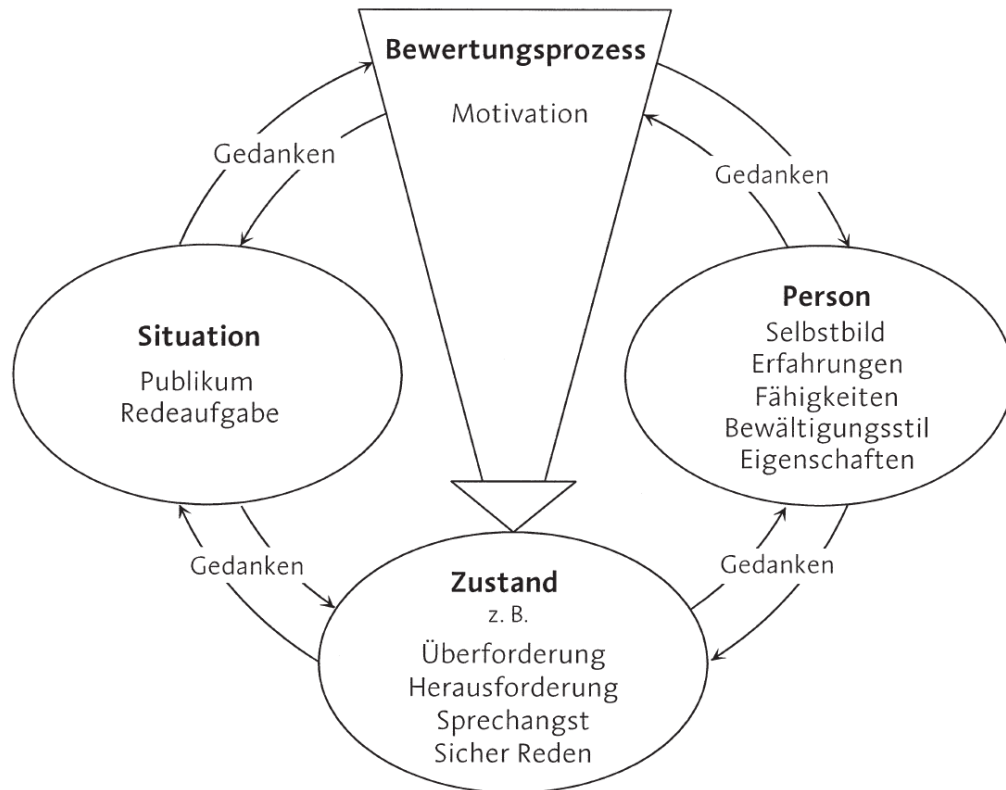 Bewertungsprozess
Motivation
Gedanken
Gedanken
Situation
Publikum
Redeaufgabe
Person
Selbstbild
Erfahrungen
Fähigkeiten
Bewältigungsstil
Eigenschaften
Gedanken
Gedanken
Zustand
z. B.
Überforderung
Herausforderung
Sprechangst
Sicher Reden